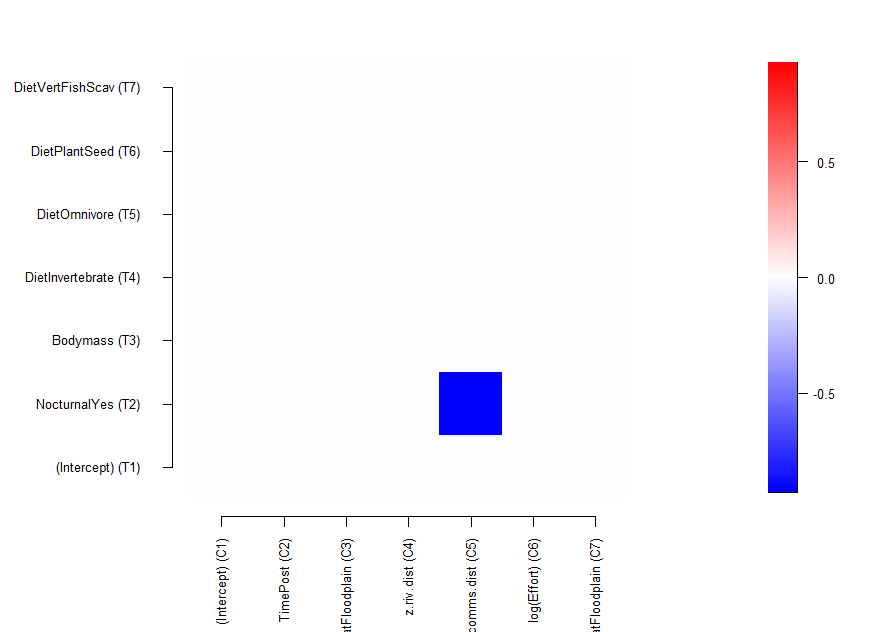 DietVertFishScav (T7)
DietPlantSeed (T6)
DietOmnivore (T5)
DietInvertebrate (T4)
Bodymass (T3)
NocturnalYes (T2)
(Intercept) (T1)
(Intercept) (C1)
TimePost (C2)
atFloodplain (C3)
z.riv.dist (C4)
comms.dist (C5)
log(Effort) (C6)
atFloodplain (C7)
0.5
0.0
-0.5